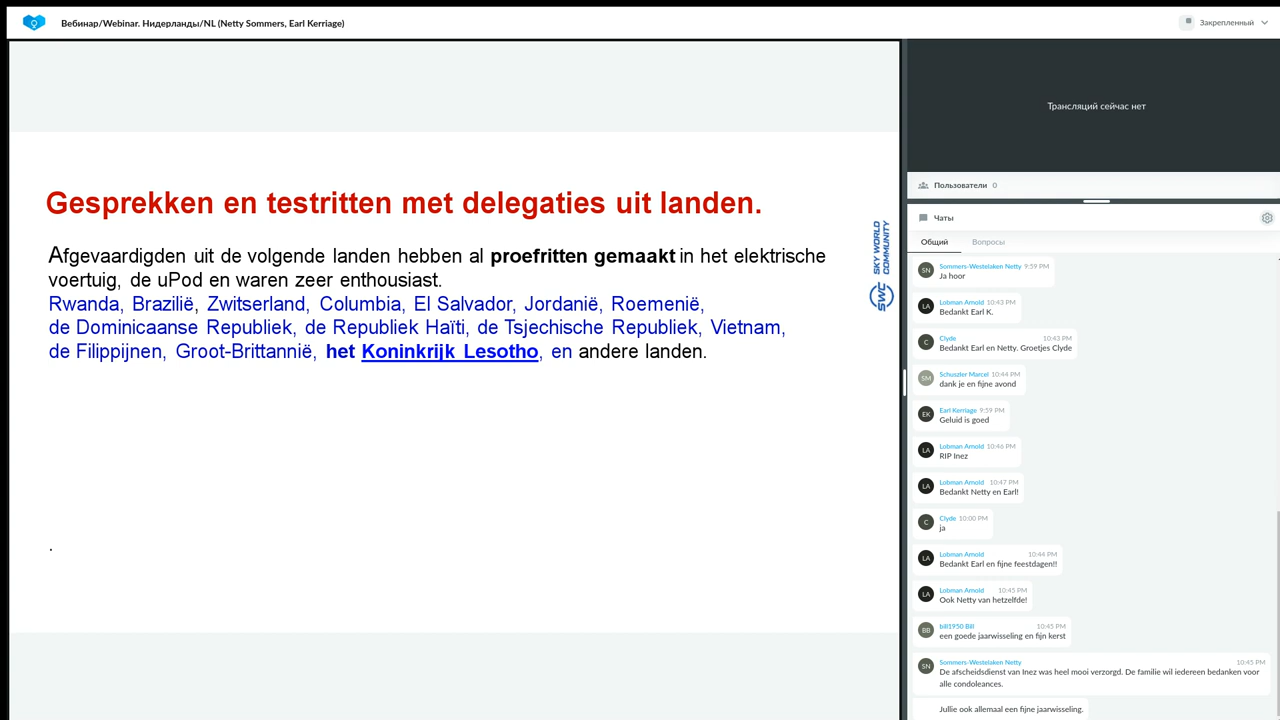 Вебинар/Webinar. Нидерланды/NL (Netty Sommers, Earl Kerriage)
Закрепленный
Gesprekken en testritten met delegaties uit landen.
Afgevaardigden uit de volgende landen hebben al proefritten gemaakt in het elektrische
voertuig, de uPod en waren zeer enthousiast.
Rwanda, Brazilië, Zwitserland, Columbia, El Salvador, Jordanië, Roemenië,
de Dominicaanse Republiek, de Republiek Haïti, de Tsjechische Republiek, Vietnam,
de Filippijnen, Groot-Brittannië, het Koninkrijk Lesotho, en andere landen.
.
SKY WORLD
COMMUNITY
SWC
Трансляций сейчас нет
Пользователи 0
Чаты
Общий Вопросы
SN Sommers-Westelaken Netty 9:59 PM
Ja hoor
LA Lobman Arnold 10:43 PM
Bedankt Earl K.
C Clyde 10:43 PM
Bedankt Earl en Netty. Groetjes Clyde
SM Schuszler Marcel 10:44 PM
dank je en fijne avond
EK Earl Kerriage 9:59 PM
Geluid is goed
LA Lobman Arnold 10:46 PM
RIP Inez
LA Lobman Arnold 10:47 PM
Bedankt Netty en Earl!
C Clyde 10:00 PM
ja
LA Lobman Arnold 10:44 PM
Bedankt Earl en fijne feestdagen!!
LA Lobman Arnold 10:45 PM
Ook Netty van hetzelfde!
BB bill1950 Bill 10:45 PM
een goede jaarwisseling en fijn kerst
SN Sommers-Westelaken Netty 10:45 PM
De afscheidsdienst van Inez was heel mooi verzorgd. De familie wil iedereen bedanken voor
alle condoleances.
Jullie ook allemaal een fijne jaarwisseling.